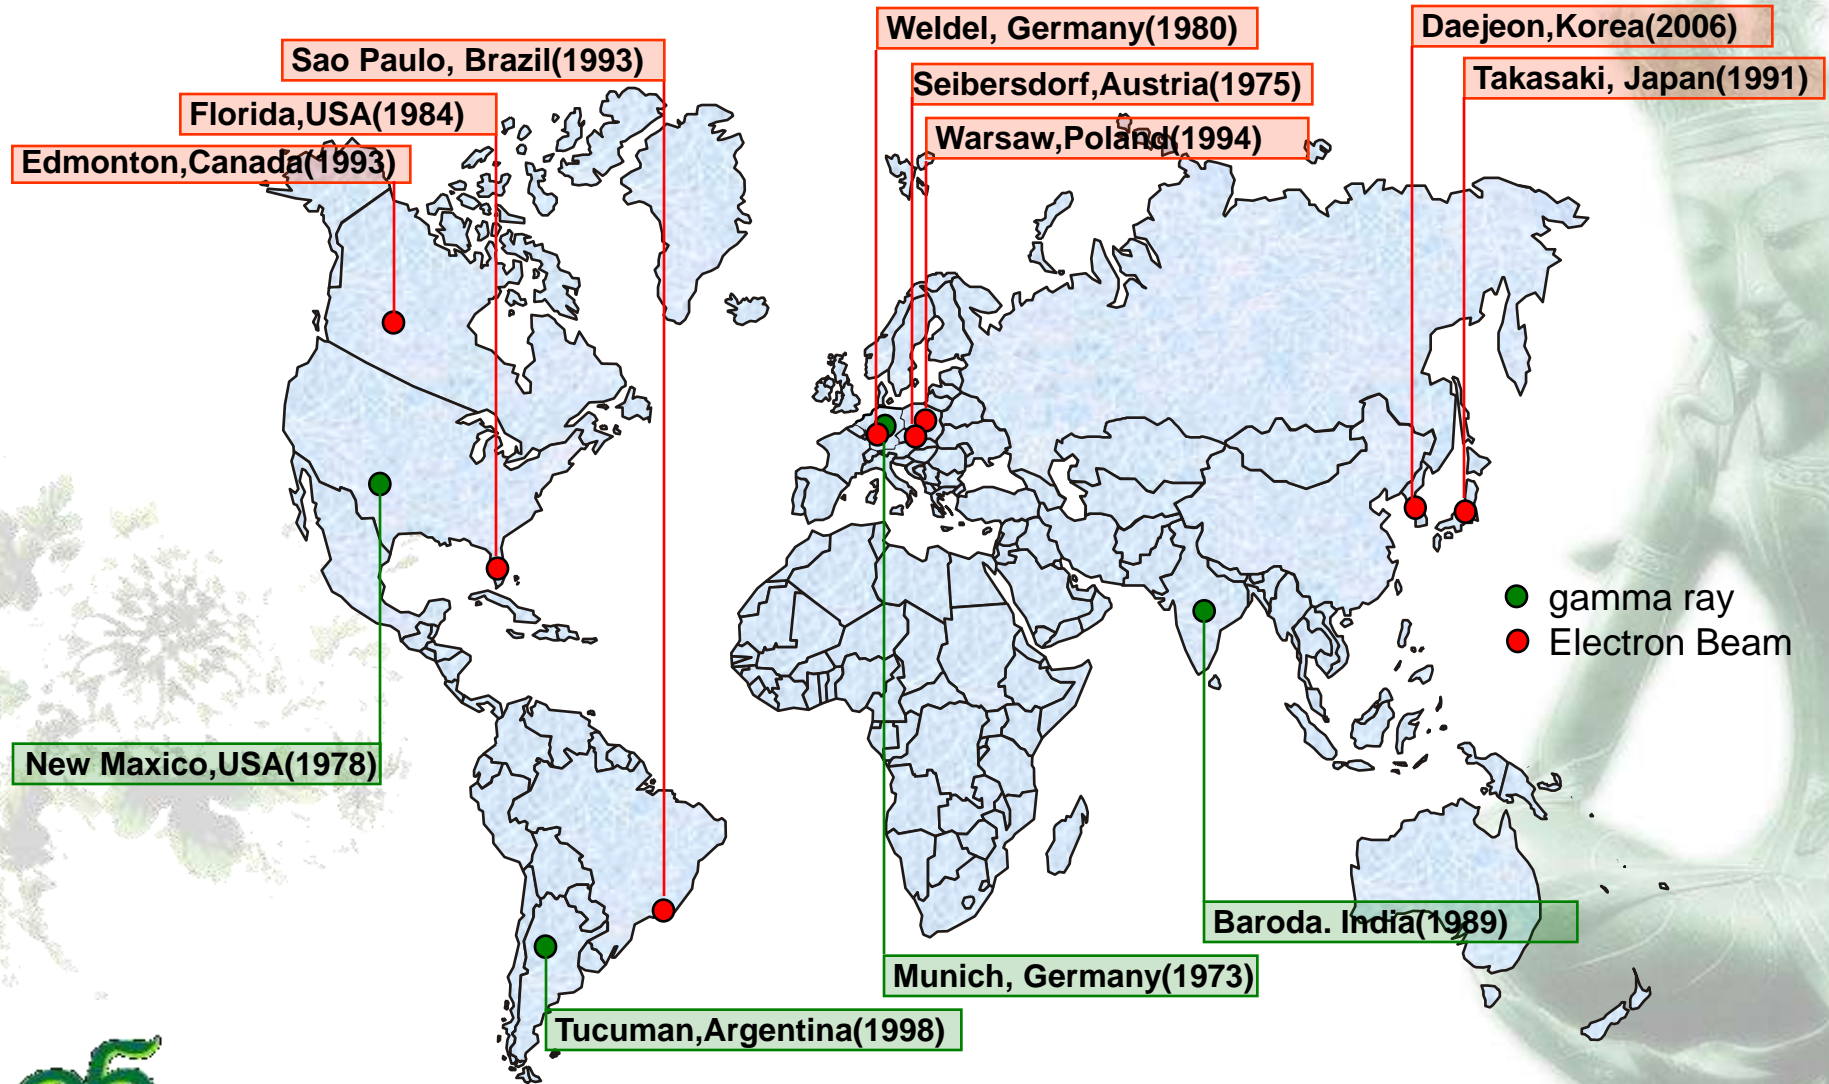 Weldel, Germany(1980)
Daejeon,Korea(2006)
Sao Paulo, Brazil(1993)
Seibersdorf,Austria(1975)
Takasaki, Japan(1991)
Florida,USA(1984)
Warsaw,Poland(1994)
Edmonton,Canada(1993)
gamma ray
Electron Beam
New Maxico,USA(1978)
Baroda. India(1989)
Munich, Germany(1973)
Tucuman,Argentina(1998)